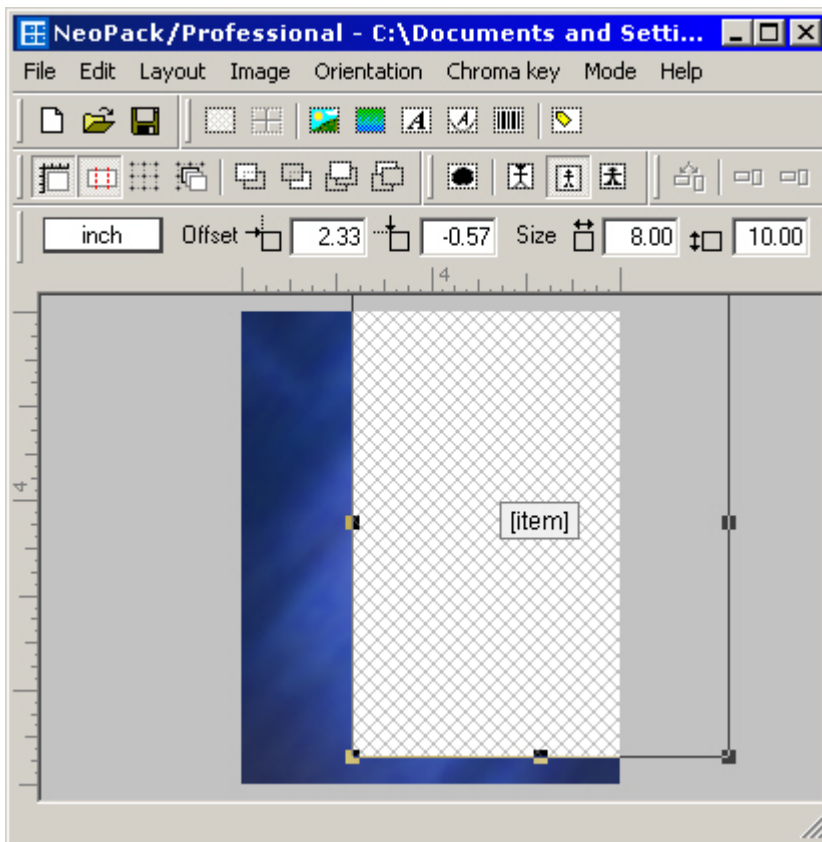 NeoPack/Professional - C:\Documents and Setti...
File Edit Layout Image Orientation Chroma key Mode Help
A A
inch Offset 2.33 -0.57 Size 8.00 10.00
4
4
[item]